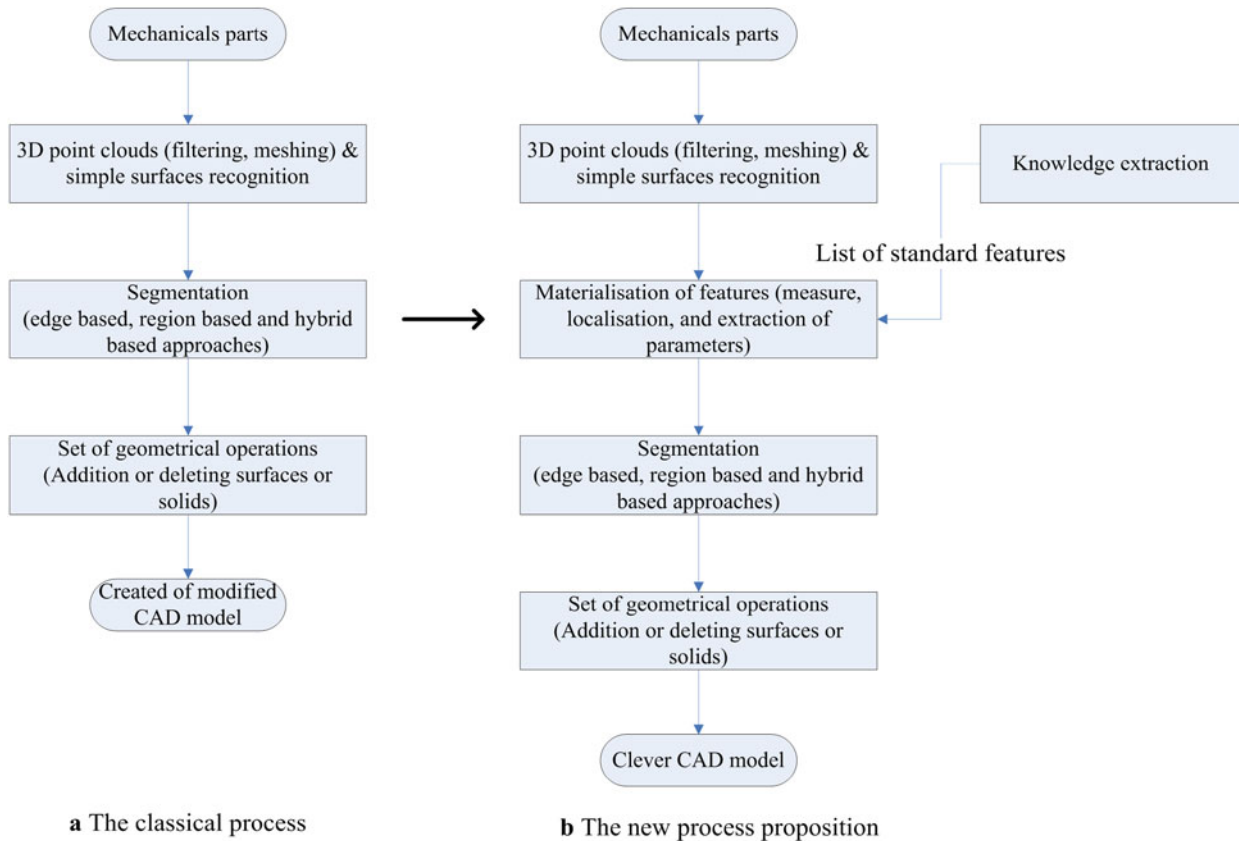 Mechanicals parts
3D point clouds (filtering, meshing) &
simple surfaces recognition
Segmentation
(edge based, region based and hybrid
based approaches)
Set of geometrical operations
(Addition or deleting surfaces or
solids)
Created of modified
CAD model
a The classical process
Mechanicals parts
3D point clouds (filtering, meshing) &
simple surfaces recognition
Knowledge extraction
List of standard features
Materialisation of features (measure,
localisation, and extraction of
parameters)
Segmentation
(edge based, region based and hybrid
based approaches)
Set of geometrical operations
(Addition or deleting surfaces or
solids)
Clever CAD model
b The new process proposition